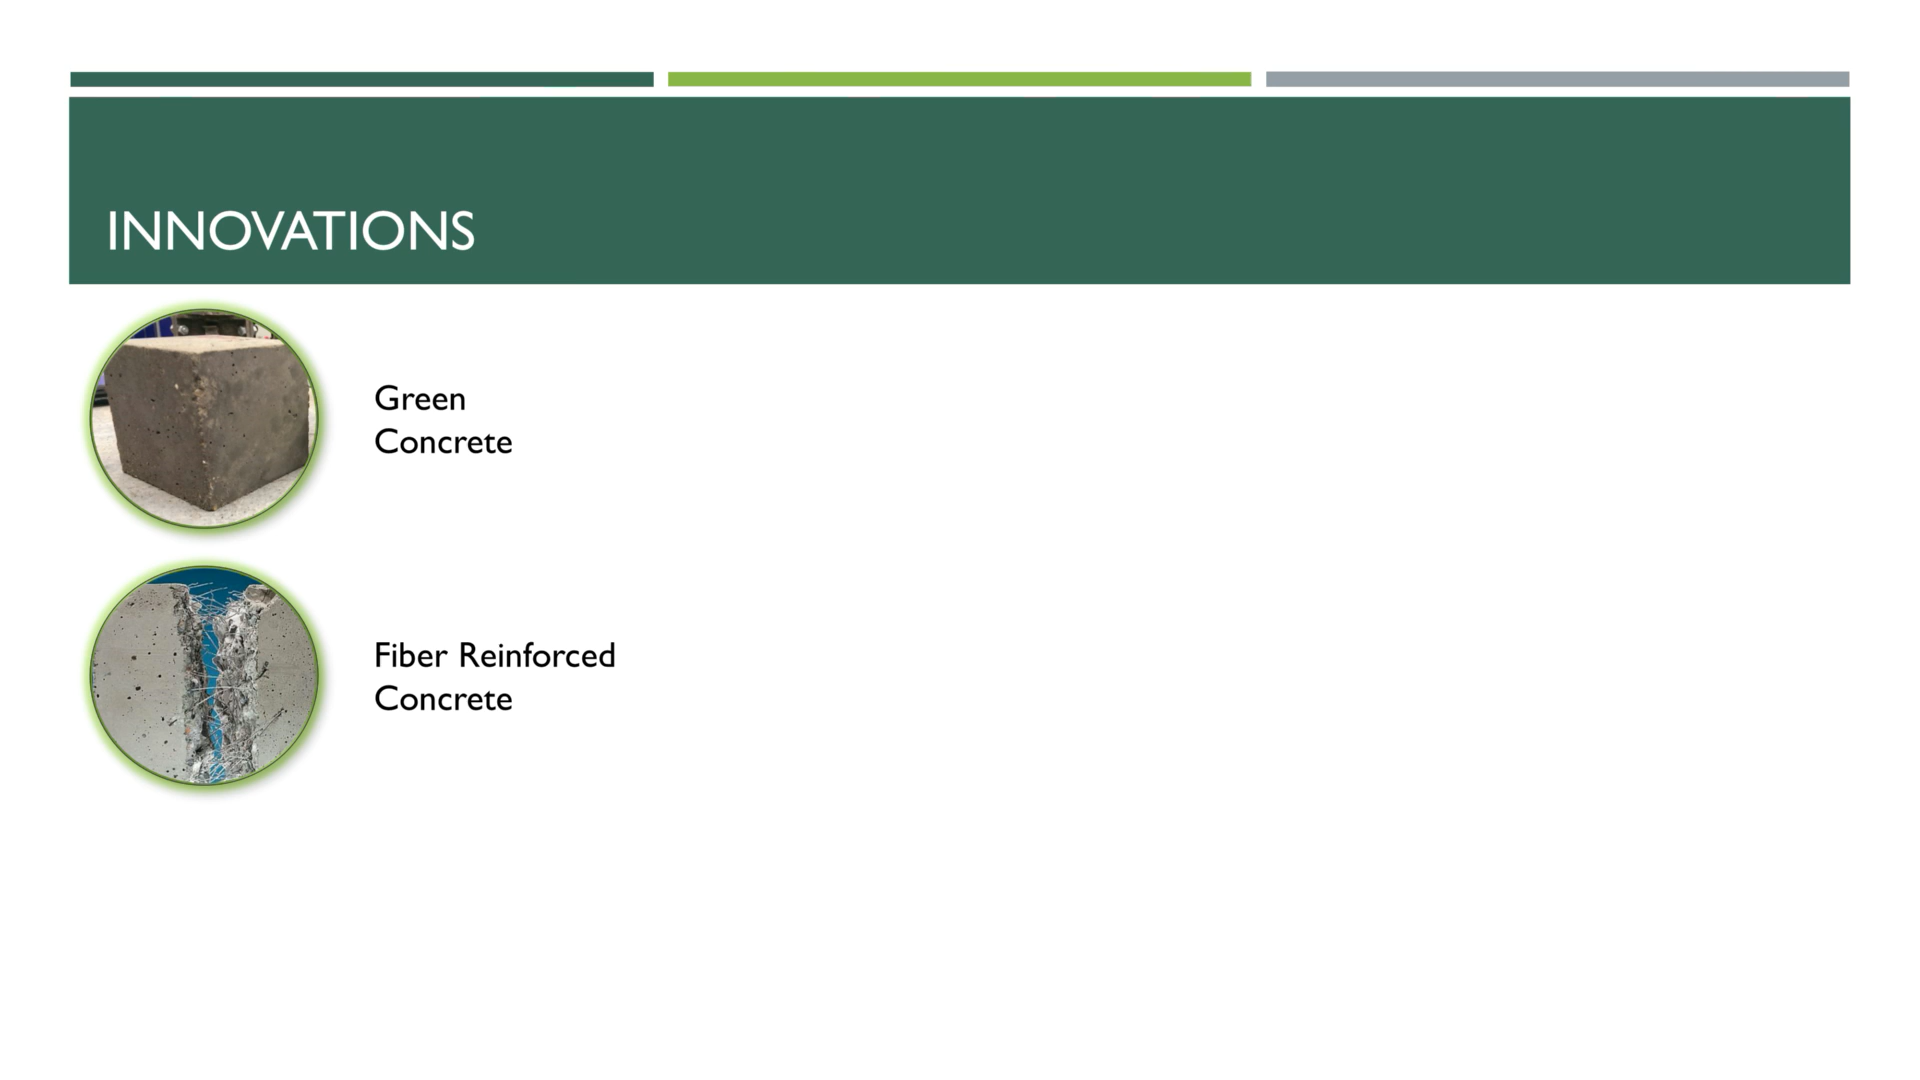 INNOVATIONS
Green
Concrete
Fiber Reinforced
Concrete